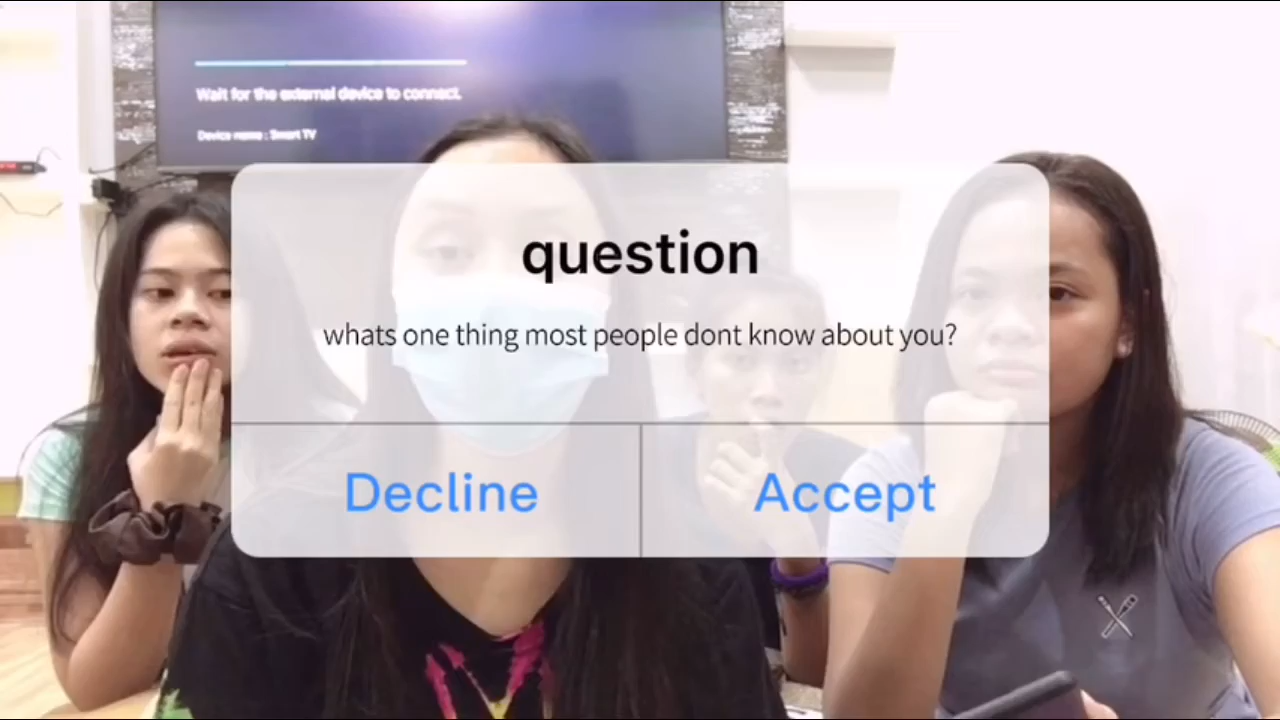 Wait for the external device to connect.
Device name : Smart TV
question
whats one thing most people dont know about you?
Decline
Accept